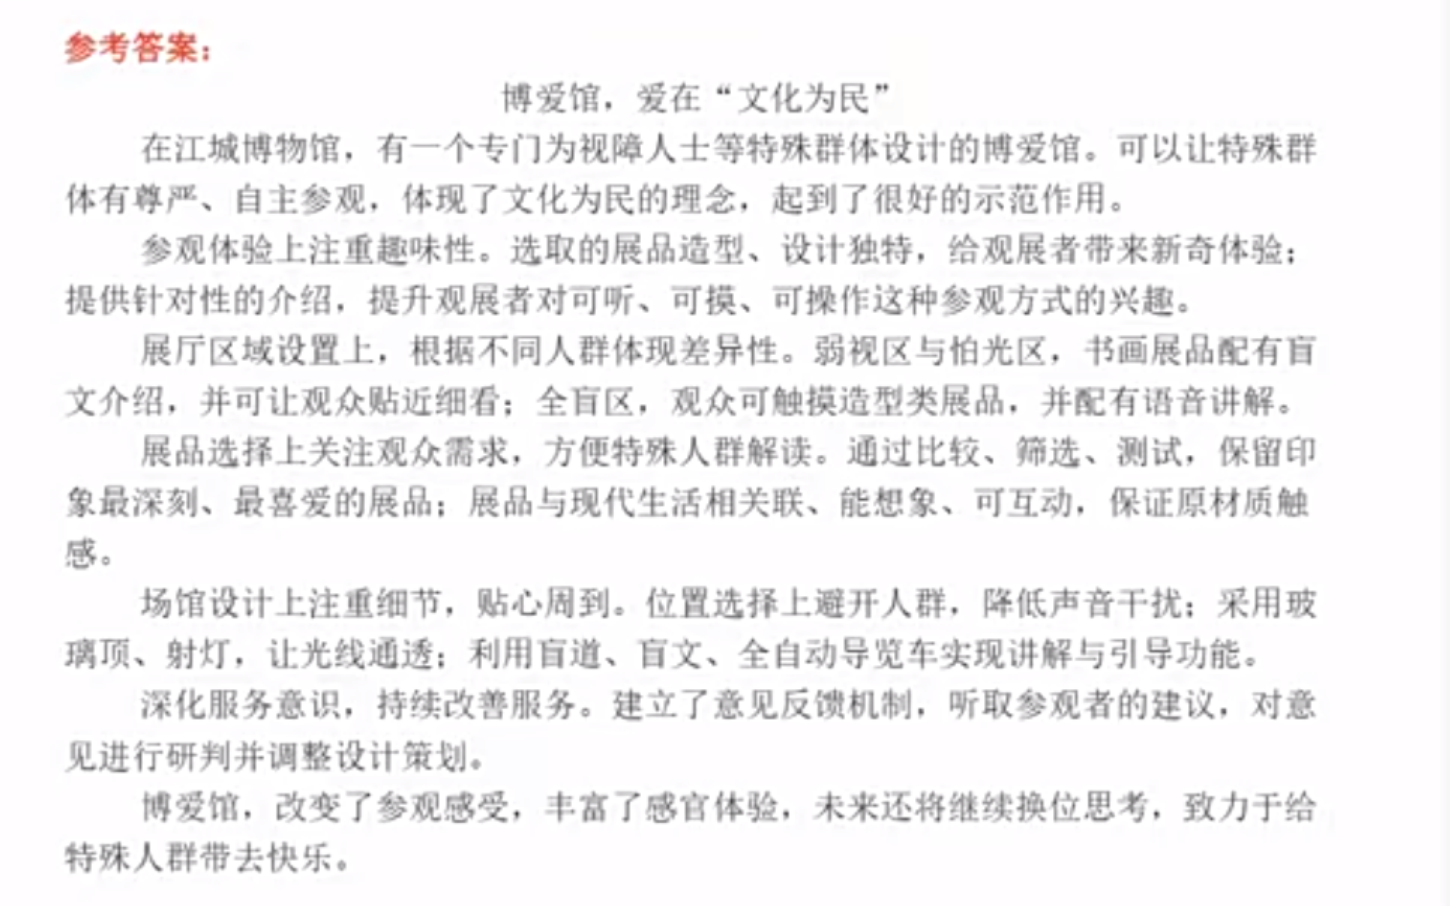 参考答案：
博爱馆，爱在“文化为民”
在江城博物馆，有一个专门为视障人士等特殊群体设计的博爱馆。可以让特殊群
体有尊严、自主参观，体现了文化为民的理念，起到了很好的示范作用。
参观体验上注重趣味性。选取的展品造型、设计独特，给观展者带来新奇体验；
提供针对性的介绍，提升观展者对可听、可摸、可操作这种参观方式的兴趣。
展厅区域设置上，根据不同人群体现差异性。弱视区与怕光区，书画展品配有盲
文介绍，并可让观众贴近细看；全盲区，观众可触摸造型类展品，并配有语音讲解。
展品选择上关注观众需求，方便特殊人群解读。通过比较、筛选、测试，保留印
象最深刻、最喜爱的展品；展品与现代生活相关联、能想象、可互动，保证原材质触
感。
场馆设计上注重细节，贴心周到。位置选择上避开人群，降低声音干扰；采用玻
璃顶、射灯，让光线通透；利用盲道、盲文、全自动导览车实现讲解与引导功能。
深化服务意识，持续改善服务。建立了意见反馈机制，听取参观者的建议，对意
见进行研判并调整设计策划。
博爱馆，改变了参观感受，丰富了感官体验，未来还将继续换位思考，致力于给
特殊人群带去快乐。